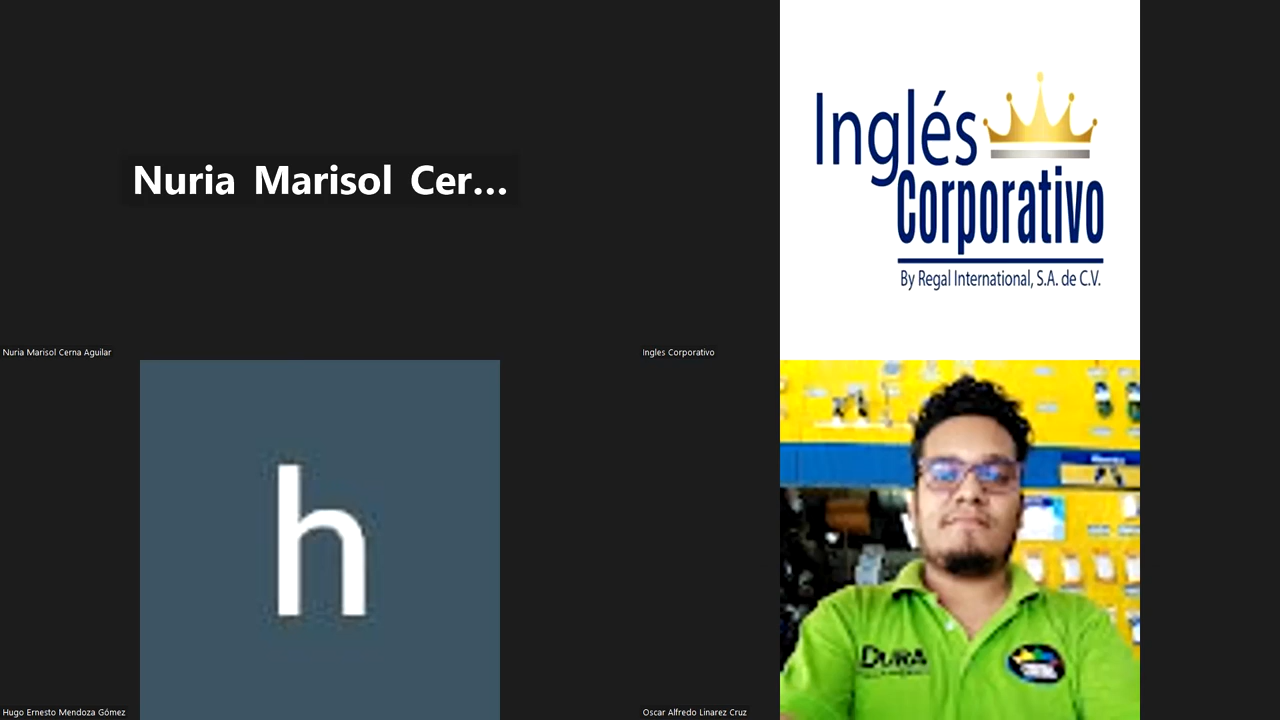 Nuria Marisol Cer...
Nuria Marisol Cerna Aguilar
Inglés
Corporativo
By Regal International, S.A. de C.V.
Ingles Corporativo
h
Hugo Ernesto Mendoza Gómez
DURA
Oscar Alfredo Linarez Cruz